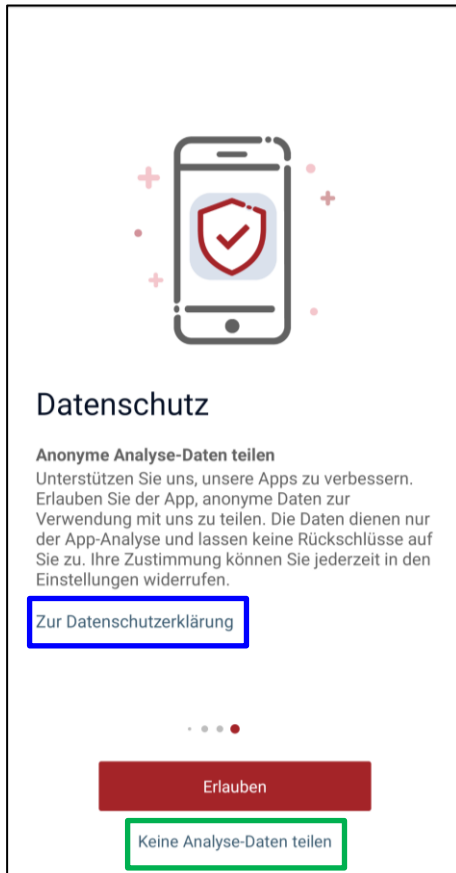 Datenschutz
Anonyme Analyse-Daten teilen
Unterstützen Sie uns, unsere Apps zu verbessern.
Erlauben Sie der App, anonyme Daten zur
Verwendung mit uns zu teilen. Die Daten dienen nur
der App-Analyse und lassen keine Rückschlüsse auf
Sie zu. Ihre Zustimmung können Sie jederzeit in den
Einstellungen widerrufen.
Zur Datenschutzerklärung
Erlauben
Keine Analyse-Daten teilen